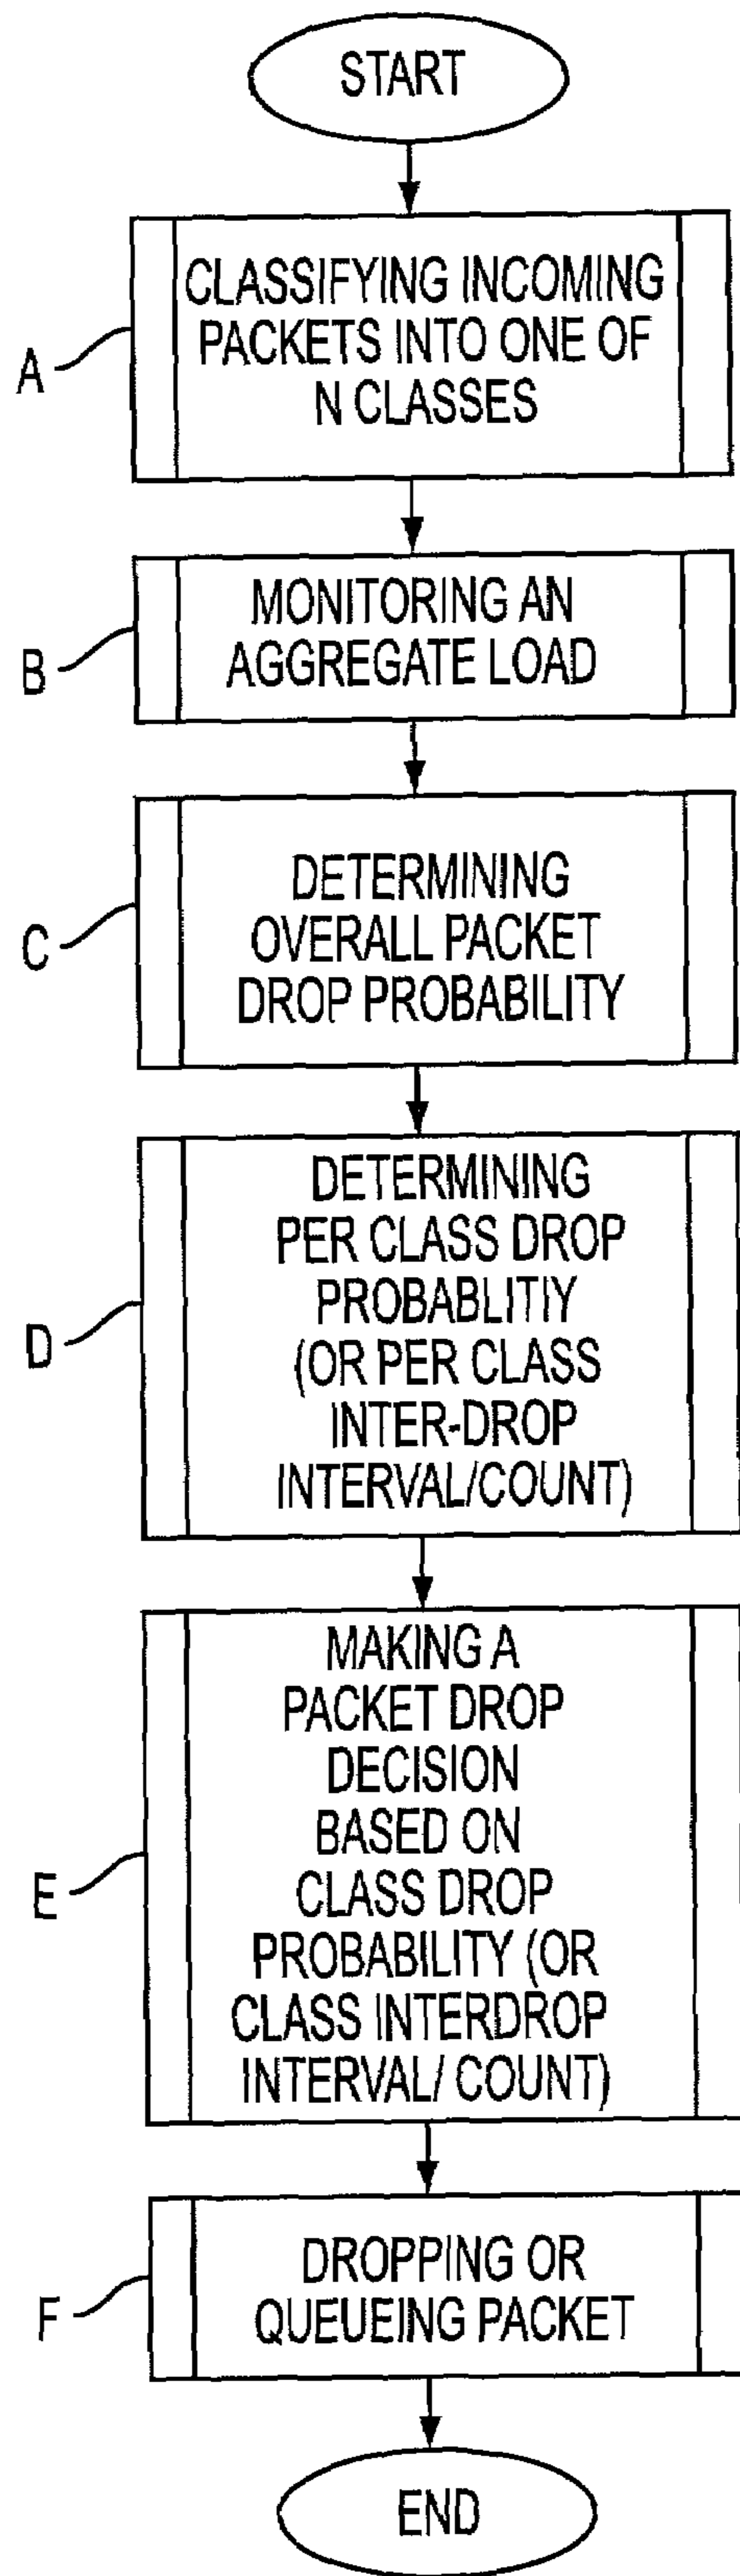 START
A
CLASSIFYING INCOMING
PACKETS INTO ONE OF
N CLASSES
B
MONITORING AN
AGGREGATE LOAD
C
DETERMINING
OVERALL PACKET
DROP PROBABILITY
D
DETERMINING
PER CLASS DROP
PROBABLITIY
(OR PER CLASS
INTER-DROP
INTERVAL/COUNT)
E
MAKING A
PACKET DROP
DECISION
BASED ON
CLASS DROP
PROBABILITY (OR
CLASS INTERDROP
INTERVAL/ COUNT)
F
DROPPING OR
QUEUEING PACKET
END